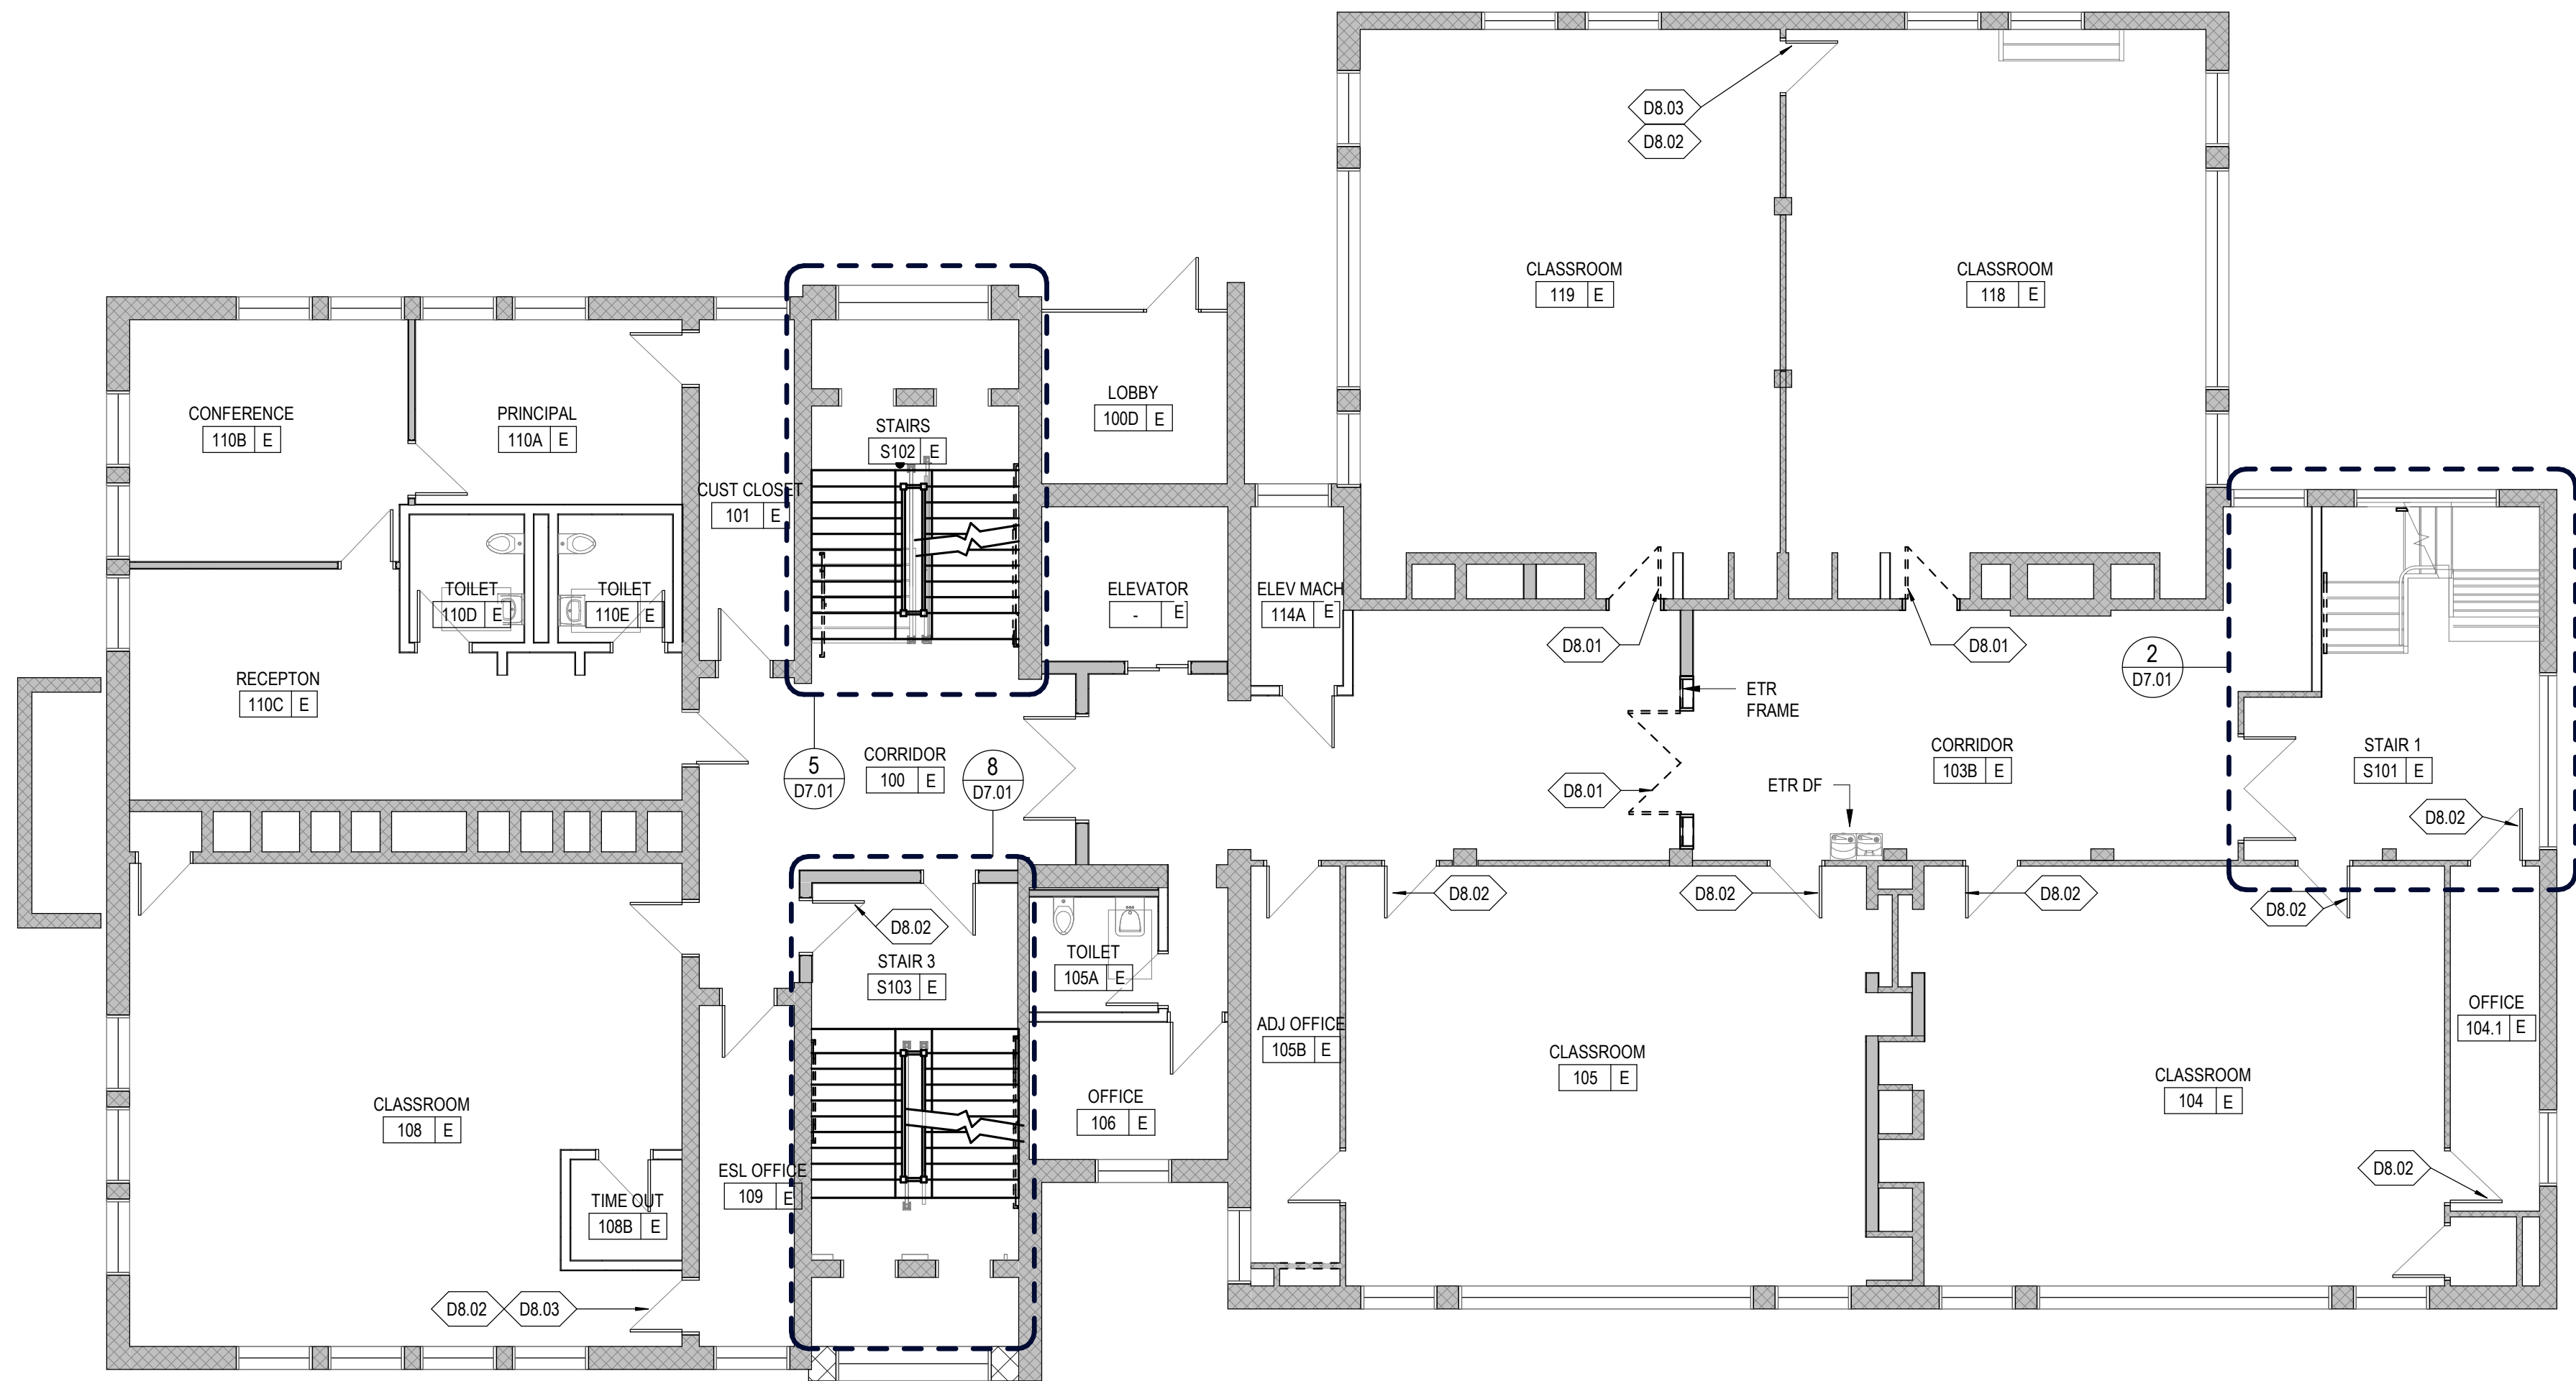 D8.03
D8.02
CLASSROOM
119 E
CLASSROOM
118 E
CONFERENCE
110B E
PRINCIPAL
110A E
STAIRS
S102 E
LOBBY
100D E
CUST CLOSET
101 E
TOILET
110D E
TOILET
110E E
ELEVATOR
- E
ELEV MACH
114A E
D8.01
D8.01
2
D7.01
RECEPTON
110C E
ETR
FRAME
5
D7.01
CORRIDOR
100 E
8
D7.01
D8.01
CORRIDOR
103B E
ETR DF
STAIR 1
S101 E
D8.02
D8.02
D8.02
D8.02
D8.02
D8.02
STAIR 3
S103 E
TOILET
105A E
ADJ OFFICE
105B E
CLASSROOM
105 E
OFFICE
104.1 E
CLASSROOM
104 E
CLASSROOM
108 E
OFFICE
106 E
ESL OFFICE
109 E
TIME OUT
108B E
D8.02
D8.02 D8.03